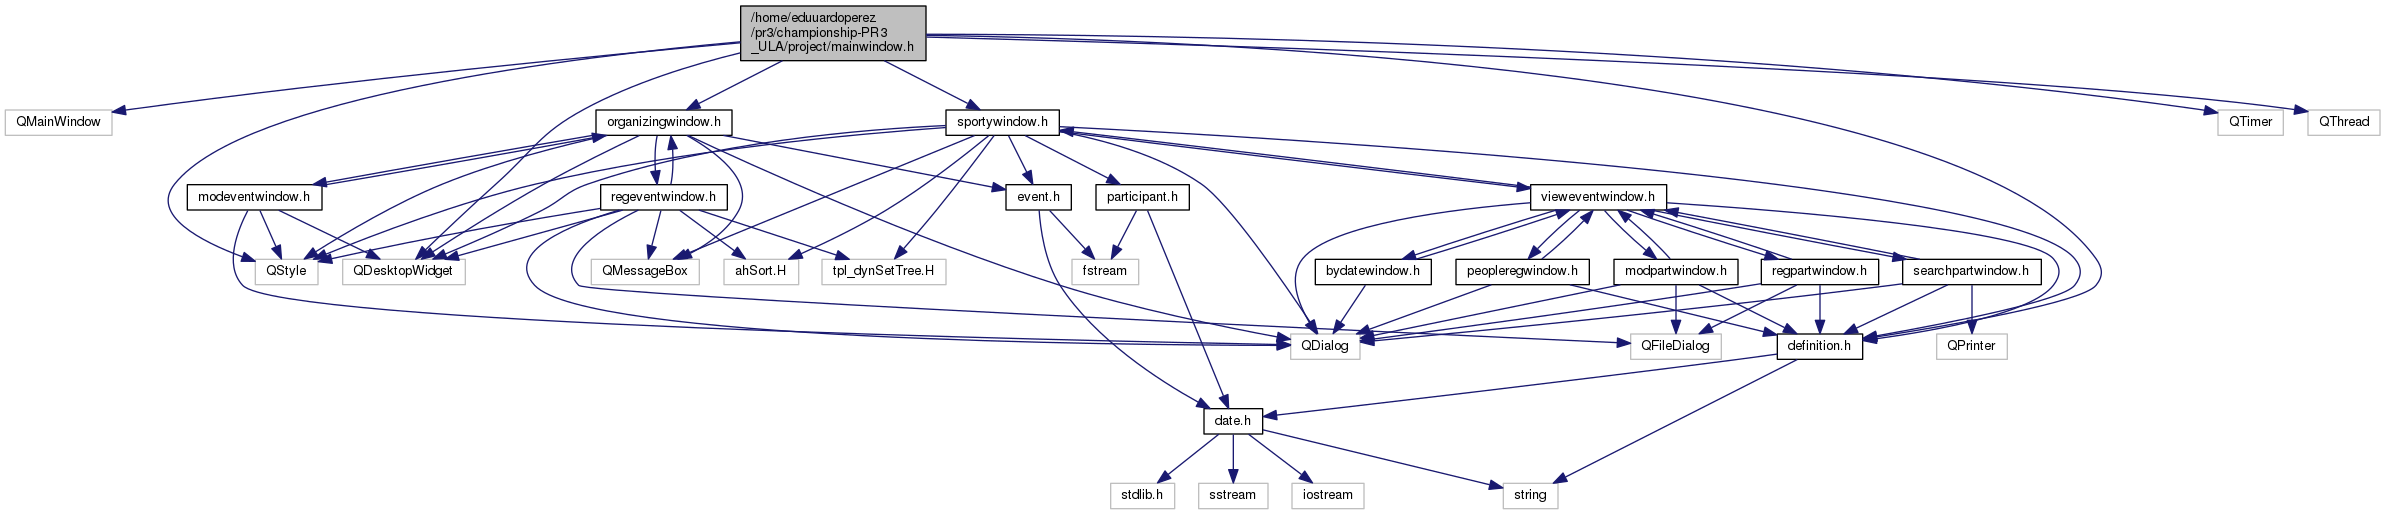 /home/eduuardoperez
/pr3/championship-PR3
_ULA/project/mainwindow.h
QMainWindow
organizingwindow.h
sportywindow.h
QTimer
QThread
modeventwindow.h
regeventwindow.h
event.h
participant.h
vieweventwindow.h
QStyle
QDesktopWidget
QMessageBox
ahSort.H
tpl_dynSetTree.H
fstream
bydatewindow.h
peopleregwindow.h
modpartwindow.h
regpartwindow.h
searchpartwindow.h
QDialog
QFileDialog
definition.h
QPrinter
date.h
stdlib.h
sstream
iostream
string